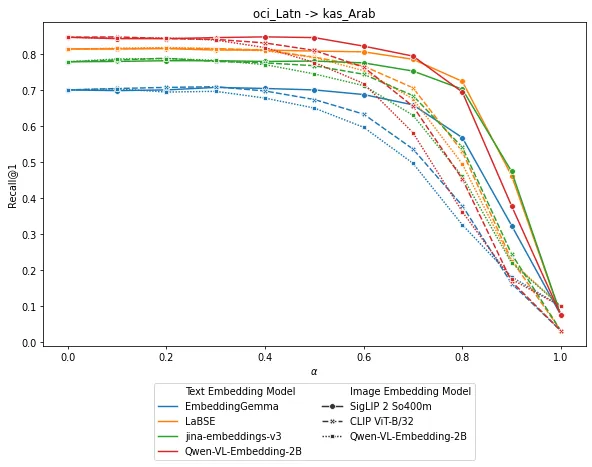 oci_Latn -> kas_Arab
Recall@1
0.8
0.7
0.6
0.5
0.4
0.3
0.2
0.1
0.0
0.0 0.2 0.4 0.6 0.8 1.0
α
Text Embedding Model
EmbeddingGemma
LaBSE
jina-embeddings-v3
Qwen-VL-Embedding-2B
Image Embedding Model
SigLIP 2 So400m
CLIP ViT-B/32
Qwen-VL-Embedding-2B